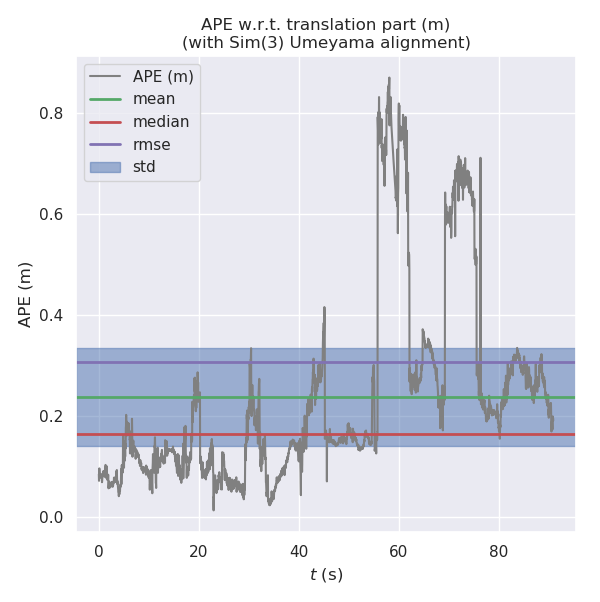 APE w.r.t. translation part (m)
(with Sim(3) Umeyama alignment)
APE (m)
mean
median
rmse
std
0.8
0.6
0.4
0.2
0.0
APE (m)
0
20
40
60
80
t (s)